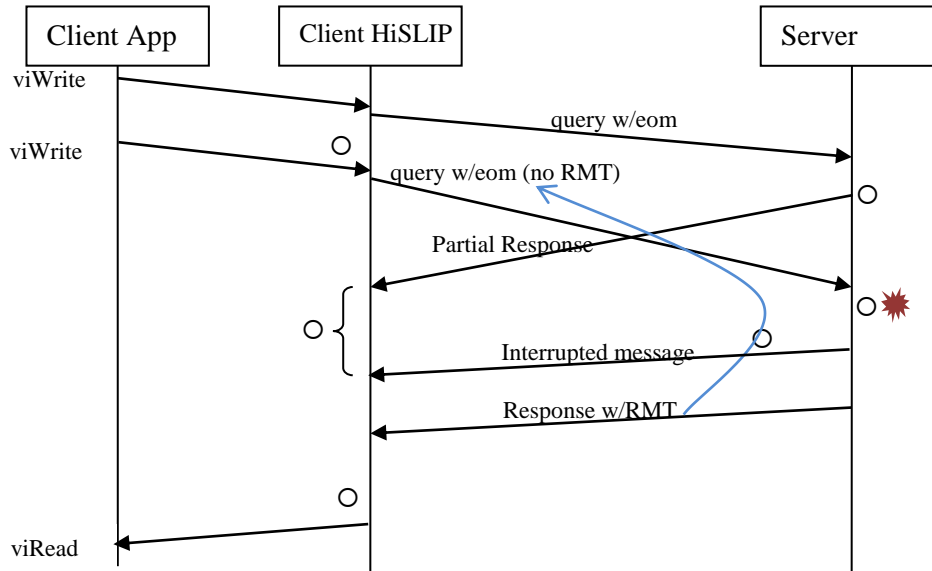 Client App
Client HiSLIP
Server
viWrite
query w/eom
viWrite
query w/eom (no RMT)
Partial Response
Interrupted message
Response w/RMT
viRead